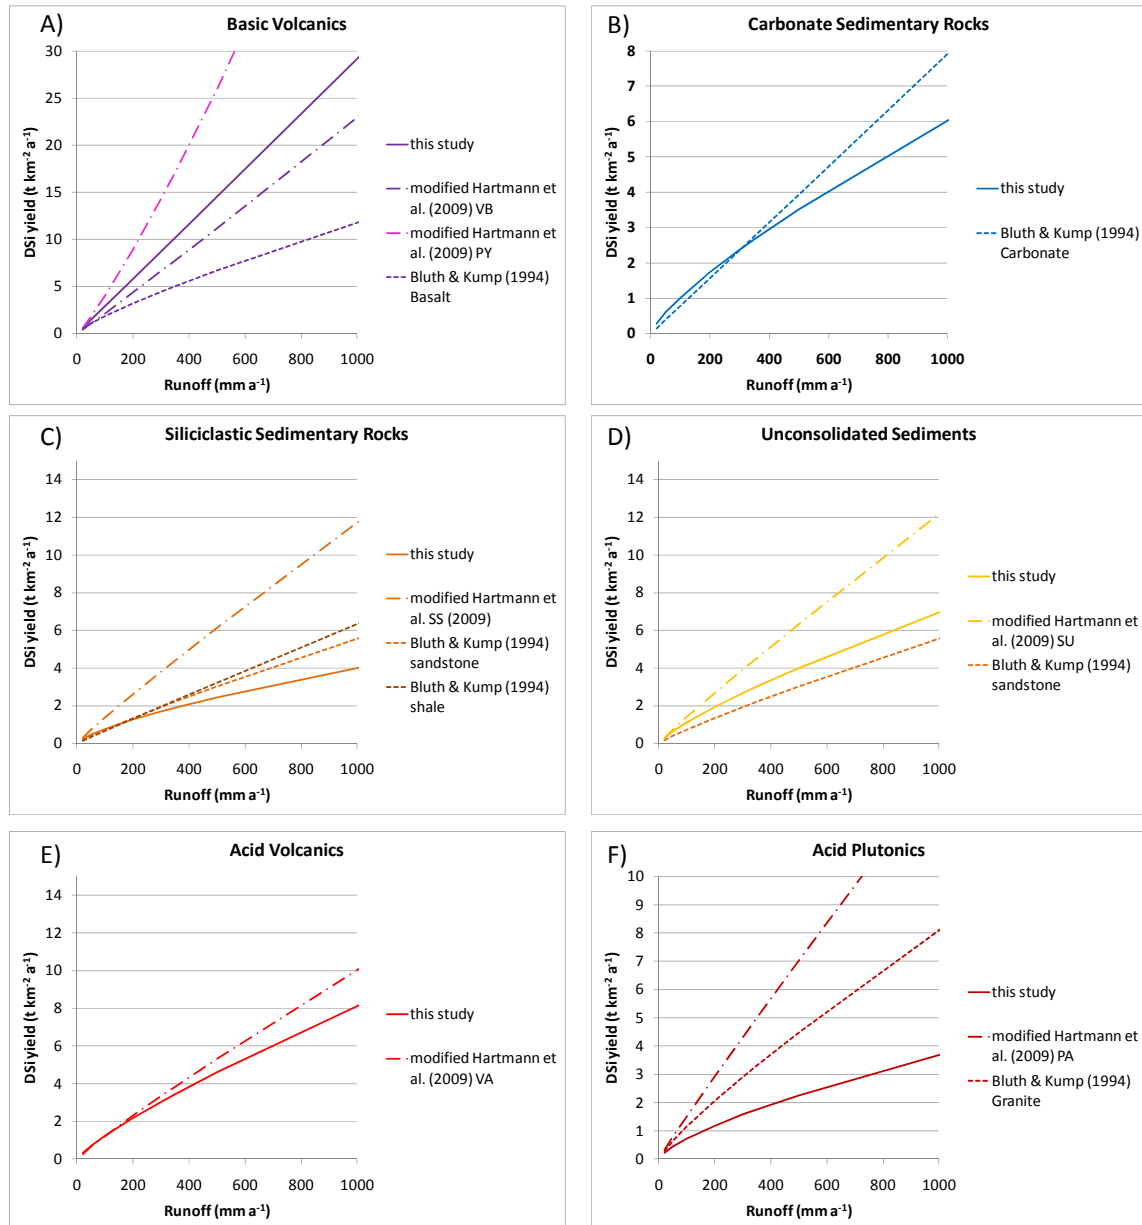 A)
Basic Volcanics
DSi yield (t km⁻² a⁻¹)
30
25
20
15
10
5
0
0 200 400 600 800 1000
Runoff (mm a⁻¹)
this study
modified Hartmann et
al. (2009) VB
modified Hartmann et
al. (2009) PY
Bluth & Kump (1994)
Basalt
B)
Carbonate Sedimentary Rocks
DSi yield (t km⁻² a⁻¹)
8
7
6
5
4
3
2
1
0
0 200 400 600 800 1000
Runoff (mm a⁻¹)
this study
Bluth & Kump (1994)
Carbonate
C)
Siliciclastic Sedimentary Rocks
DSi yield (t km⁻² a⁻¹)
14
12
10
8
6
4
2
0
0 200 400 600 800 1000
Runoff (mm a⁻¹)
this study
modified Hartmann et
al. SS (2009)
Bluth & Kump (1994)
sandstone
Bluth & Kump (1994)
shale
D)
Unconsolidated Sediments
DSi yield (t km⁻² a⁻¹)
14
12
10
8
6
4
2
0
0 200 400 600 800 1000
Runoff (mm a⁻¹)
this study
modified Hartmann et
al. (2009) SU
Bluth & Kump (1994)
sandstone
E)
Acid Volcanics
DSi yield (t km⁻² a⁻¹)
14
12
10
8
6
4
2
0
0 200 400 600 800 1000
Runoff (mm a⁻¹)
this study
modified Hartmann et
al. (2009) VA
F)
Acid Plutonics
DSi yield (t km⁻² a⁻¹)
10
9
8
7
6
5
4
3
2
1
0
0 200 400 600 800 1000
Runoff (mm a⁻¹)
this study
modified Hartmann et
al. (2009) PA
Bluth & Kump (1994)
Granite